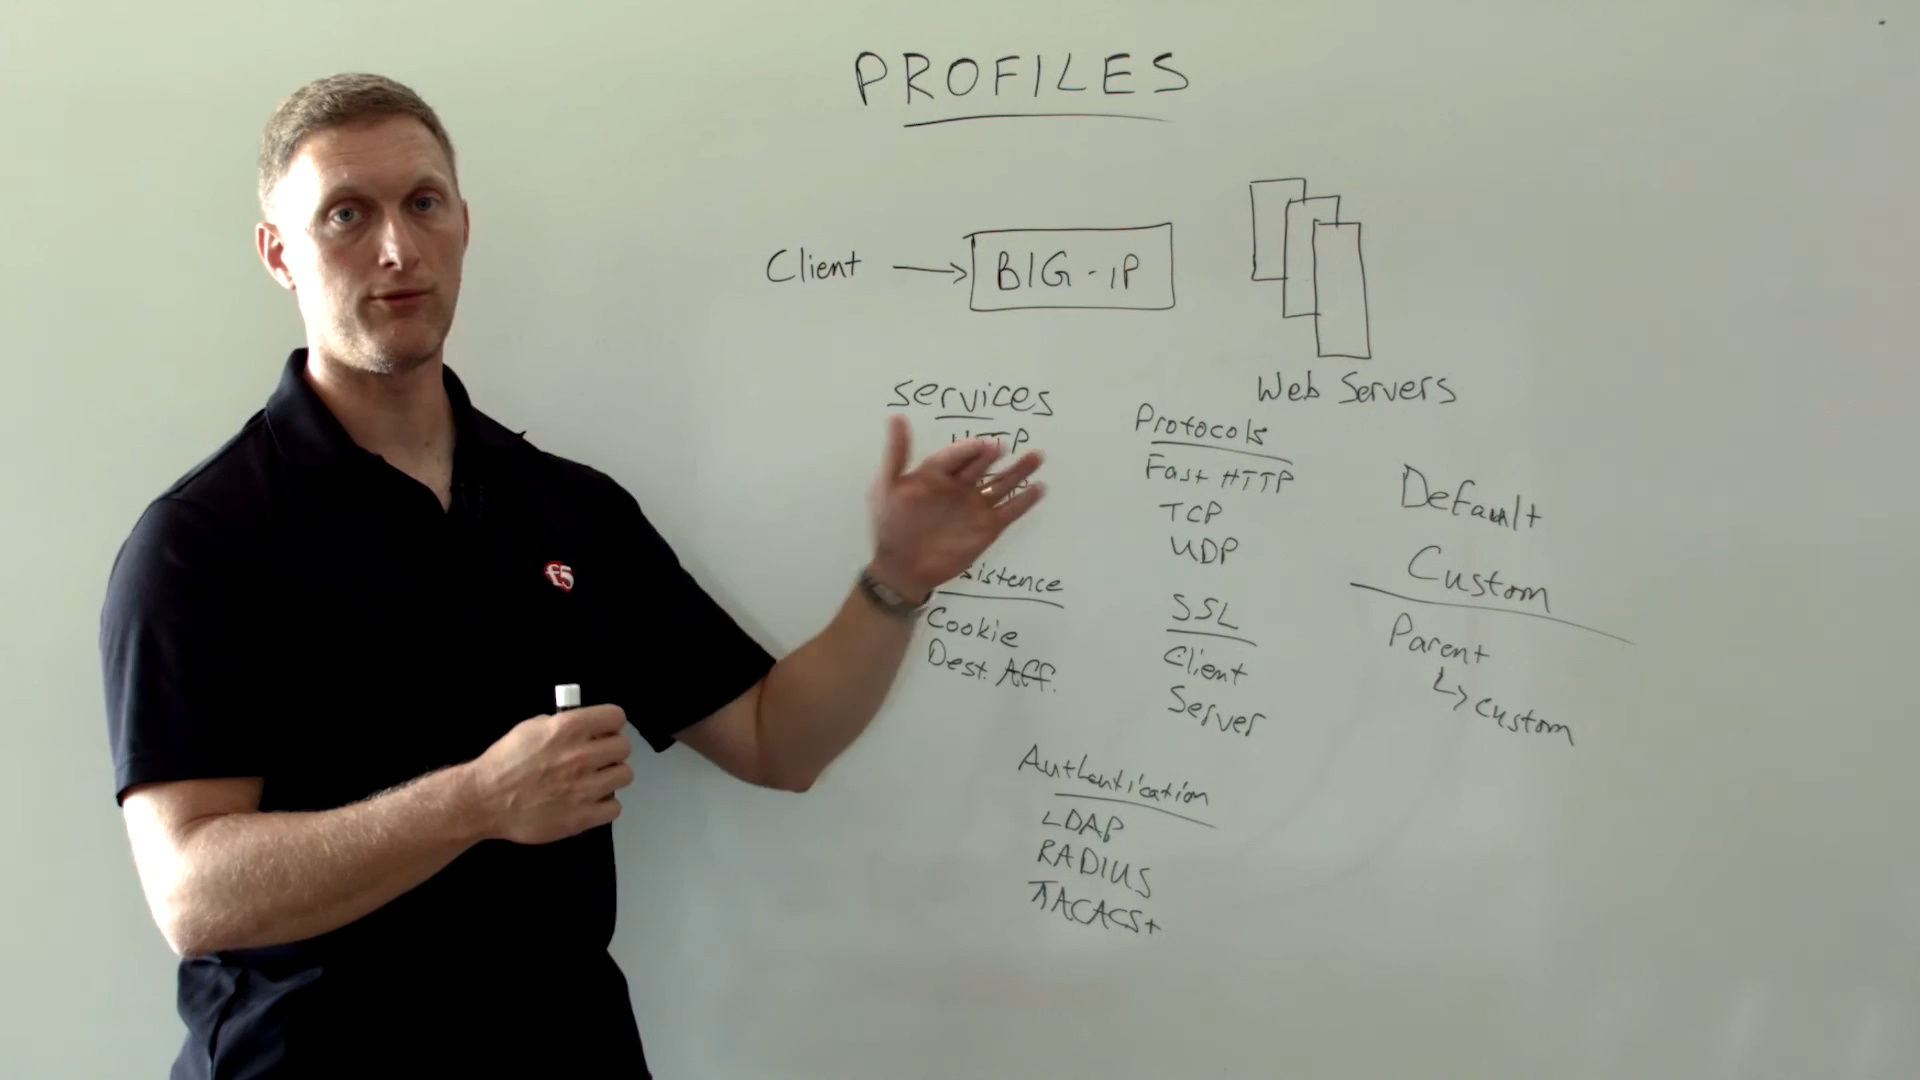 PROFILES
Client
BIG-IP
Web Servers
services
HTTP
Protocols
Fast HTTP
TCP
UDP
Cookie
Dest. Aff.
SSL
Client
Server
Authentication
LDAP
RADIUS
TACACS+
Default
Custom
Parent
↳ custom
f5